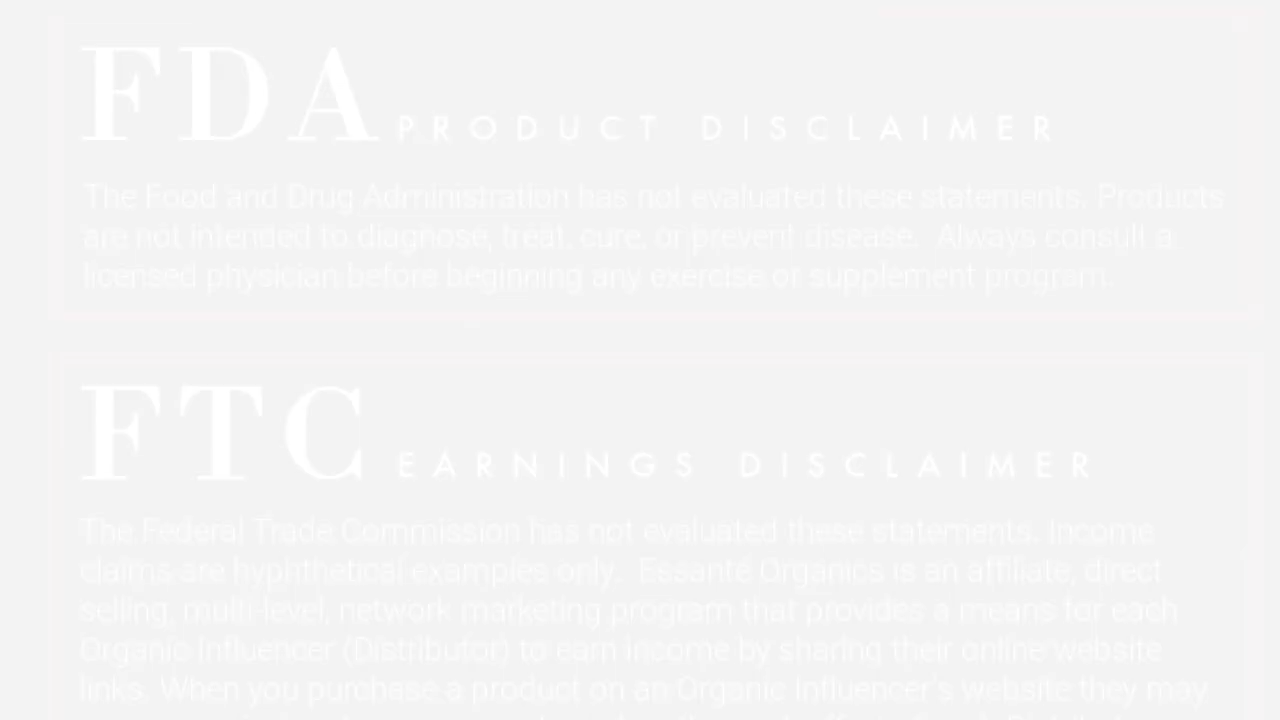 FDA PRODUCT DISCLAIMER
The Food and Drug Administration has not evaluated these statements. Products
are not intended to diagnose, treat, cure, or prevent disease. Always consult a
licensed physician before beginning any exercise or supplement program.
FTC EARNINGS DISCLAIMER
The Federal Trade Commission has not evaluated these statements. Income
claims are hyphthetical examples only. Essanté Organics is an affiliate, direct
selling, multi-level, network marketing program that provides a means for each
Organic Influencer (Distributor) to earn income by sharing their online website
links. When you purchase a product on an Organic Influencer's website they may